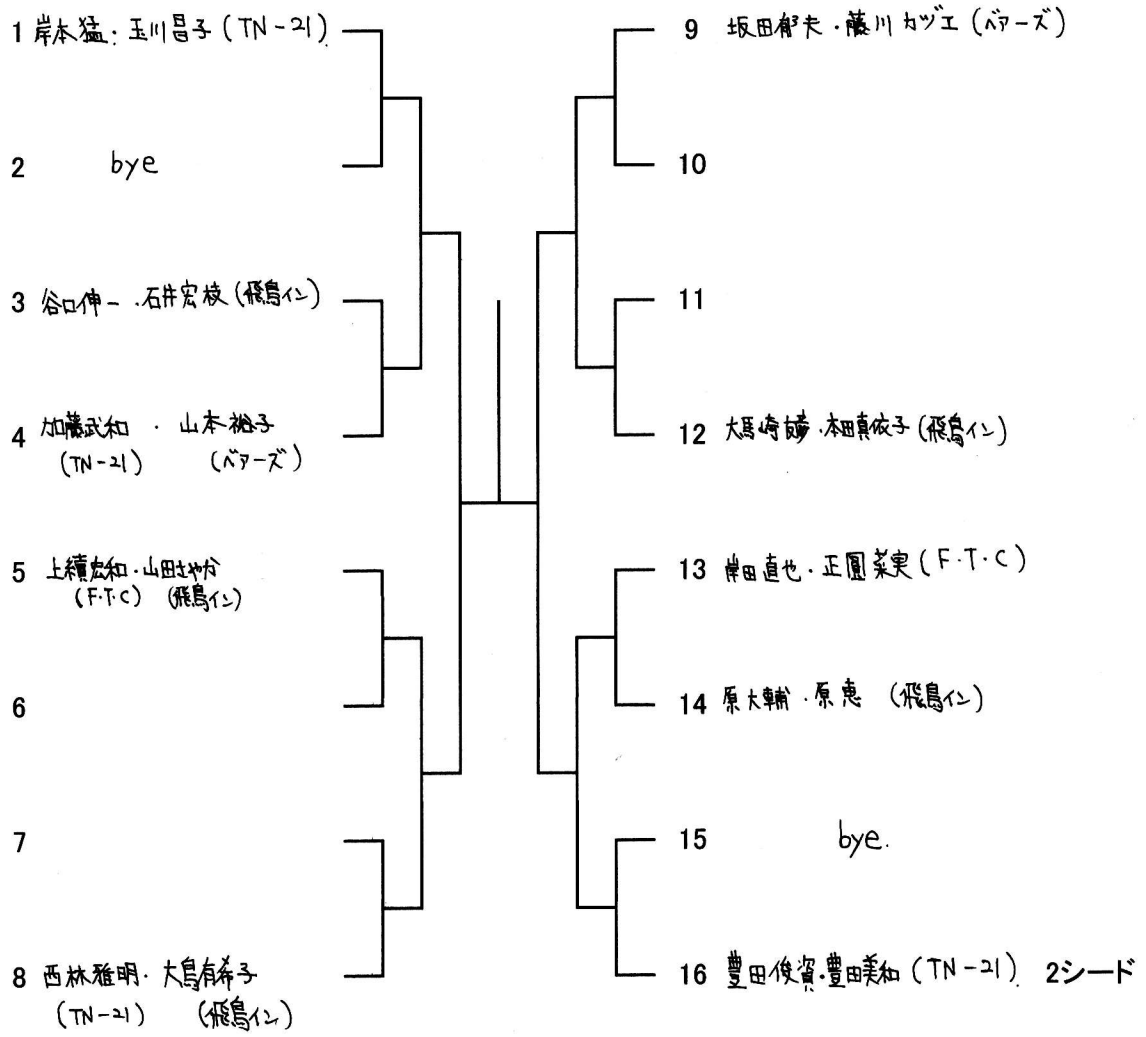 1 岸本猛・玉川昌子(TN-21)
2 bye
3 谷口伸一・石井宏枝(飛鳥イン)
4 加藤武和・山本裕子
(TN-21) (ベアーズ)
5 上續宏和・山田さやか
(F・T・C) (飛鳥イン)
6
7
8 西林雅明・大鳥有希子
(TN-21) (飛鳥イン)
9 坂田郁夫・藤川カヅエ(ベアーズ)
10
11
12 本田真依子(飛鳥イン)
13 岸田直也・正圓菜実(F・T・C)
14 原大輔・原恵 (飛鳥イン)
15 bye.
16 豊田俊資・豊田美和(TN-21) 2シード